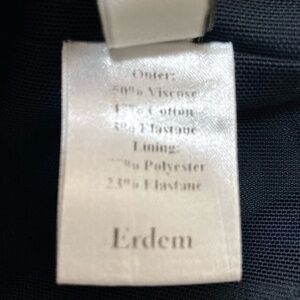 Outer:
50% Viscose
Cotton
Elastane
Lining:
Polyester
23% Elastane
Erdem